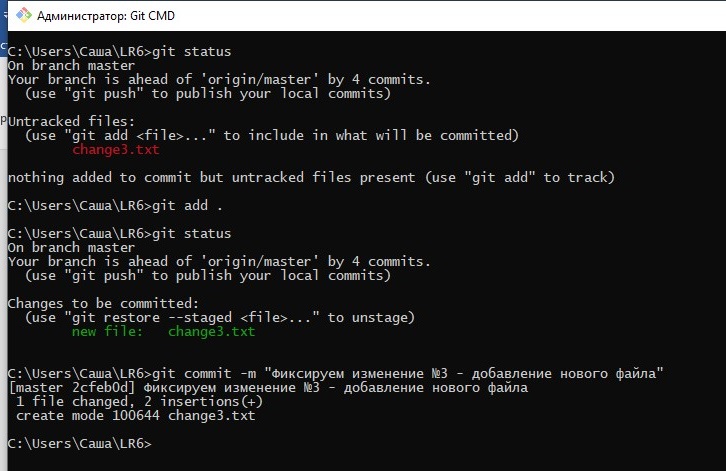 Администратор: Git CMD
C:\Users\Саша\LR6>git status
On branch master
Your branch is ahead of 'origin/master' by 4 commits.
  (use "git push" to publish your local commits)
Untracked files:
  (use "git add <file>..." to include in what will be committed)
        change3.txt
nothing added to commit but untracked files present (use "git add" to track)
C:\Users\Саша\LR6>git add .
C:\Users\Саша\LR6>git status
On branch master
Your branch is ahead of 'origin/master' by 4 commits.
  (use "git push" to publish your local commits)
Changes to be committed:
  (use "git restore --staged <file>..." to unstage)
        new file:   change3.txt
C:\Users\Саша\LR6>git commit -m "Фиксируем изменение №3 - добавление нового файла"
[master 2cfeb0d] Фиксируем изменение №3 - добавление нового файла
 1 file changed, 2 insertions(+)
 create mode 100644 change3.txt
C:\Users\Саша\LR6>